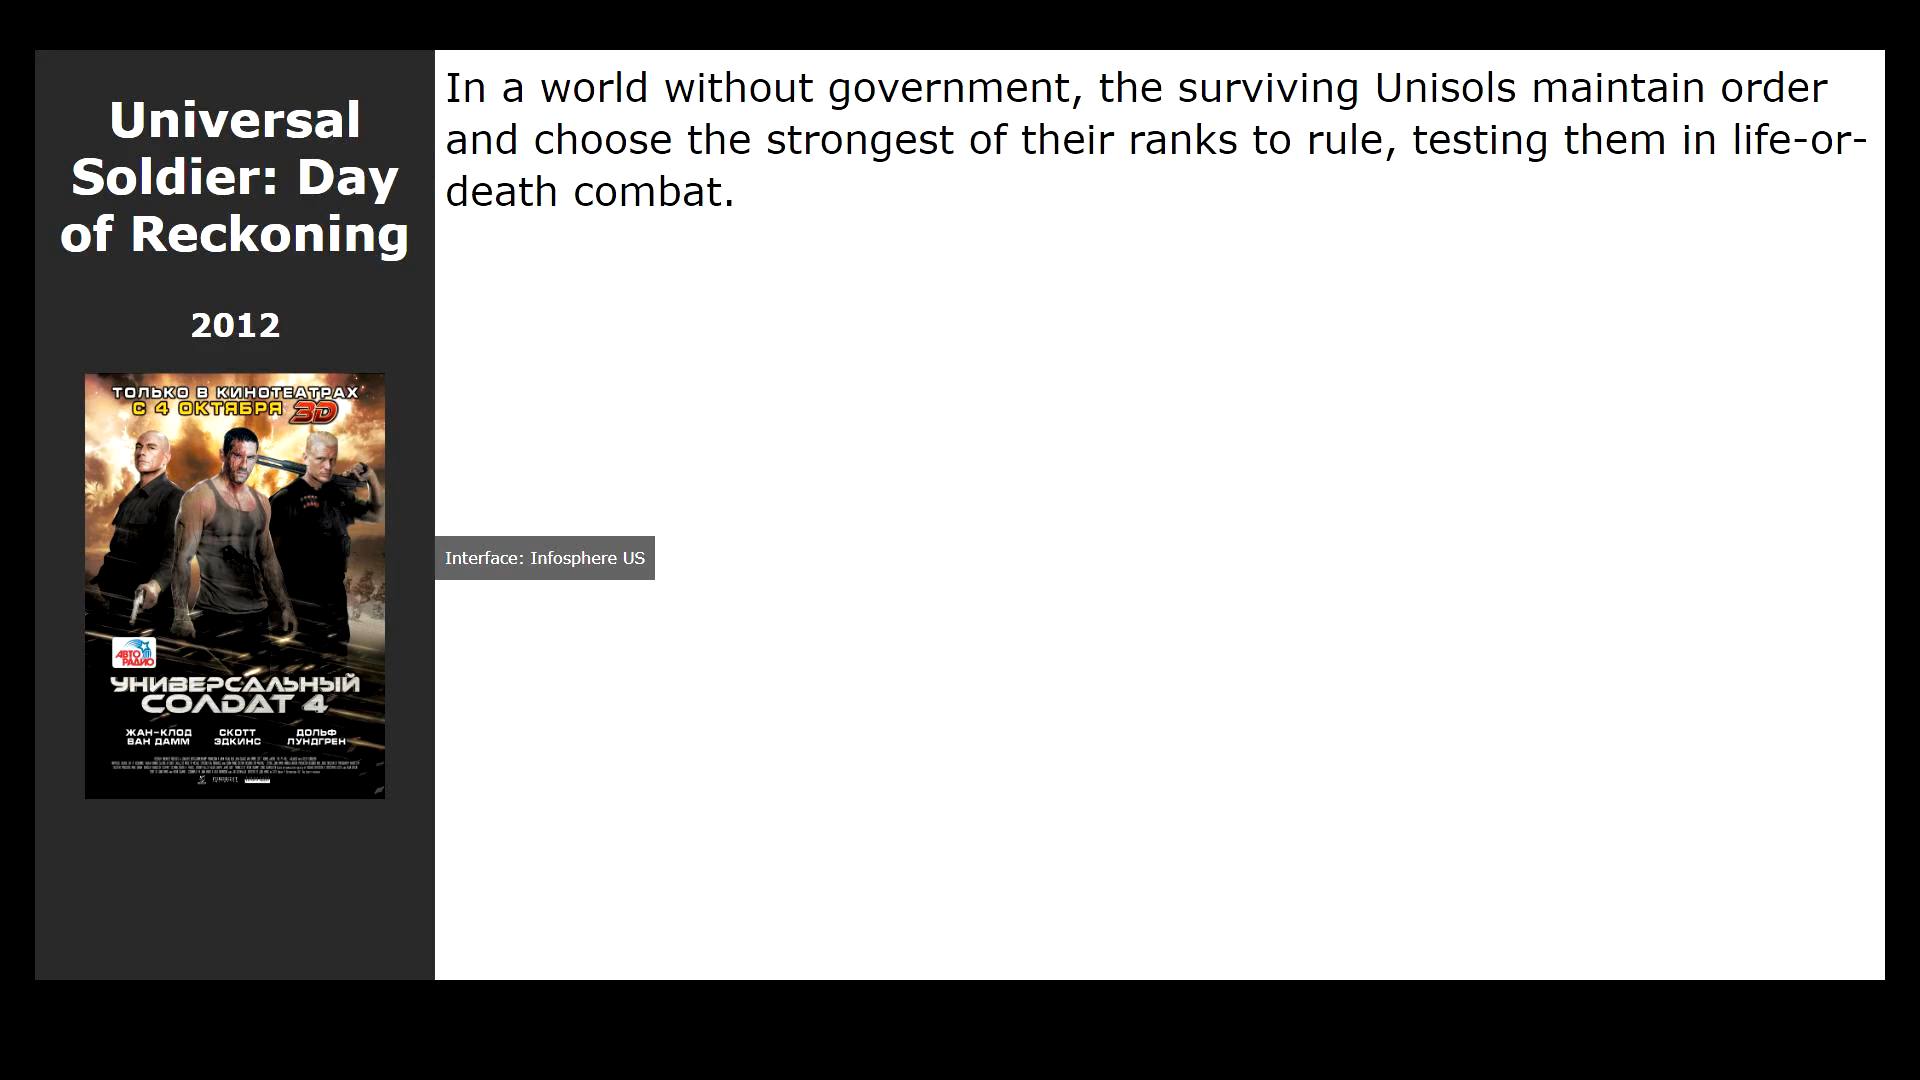 Universal
Soldier: Day
of Reckoning
2012
ТОЛЬКО В КИНОТЕАТРАХ
С 4 ОКТЯБРЯ 3D
АВТО
РАДИО
УНИВЕРСАЛЬНЫЙ
СОЛДАТ 4
ЖАН-КЛОД
ВАН ДАММ
СКОТТ
ЭДКИНС
ДОЛЬФ
ЛУНДГРЕН
In a world without government, the surviving Unisols maintain order
and choose the strongest of their ranks to rule, testing them in life-or-
death combat.
Interface: Infosphere US